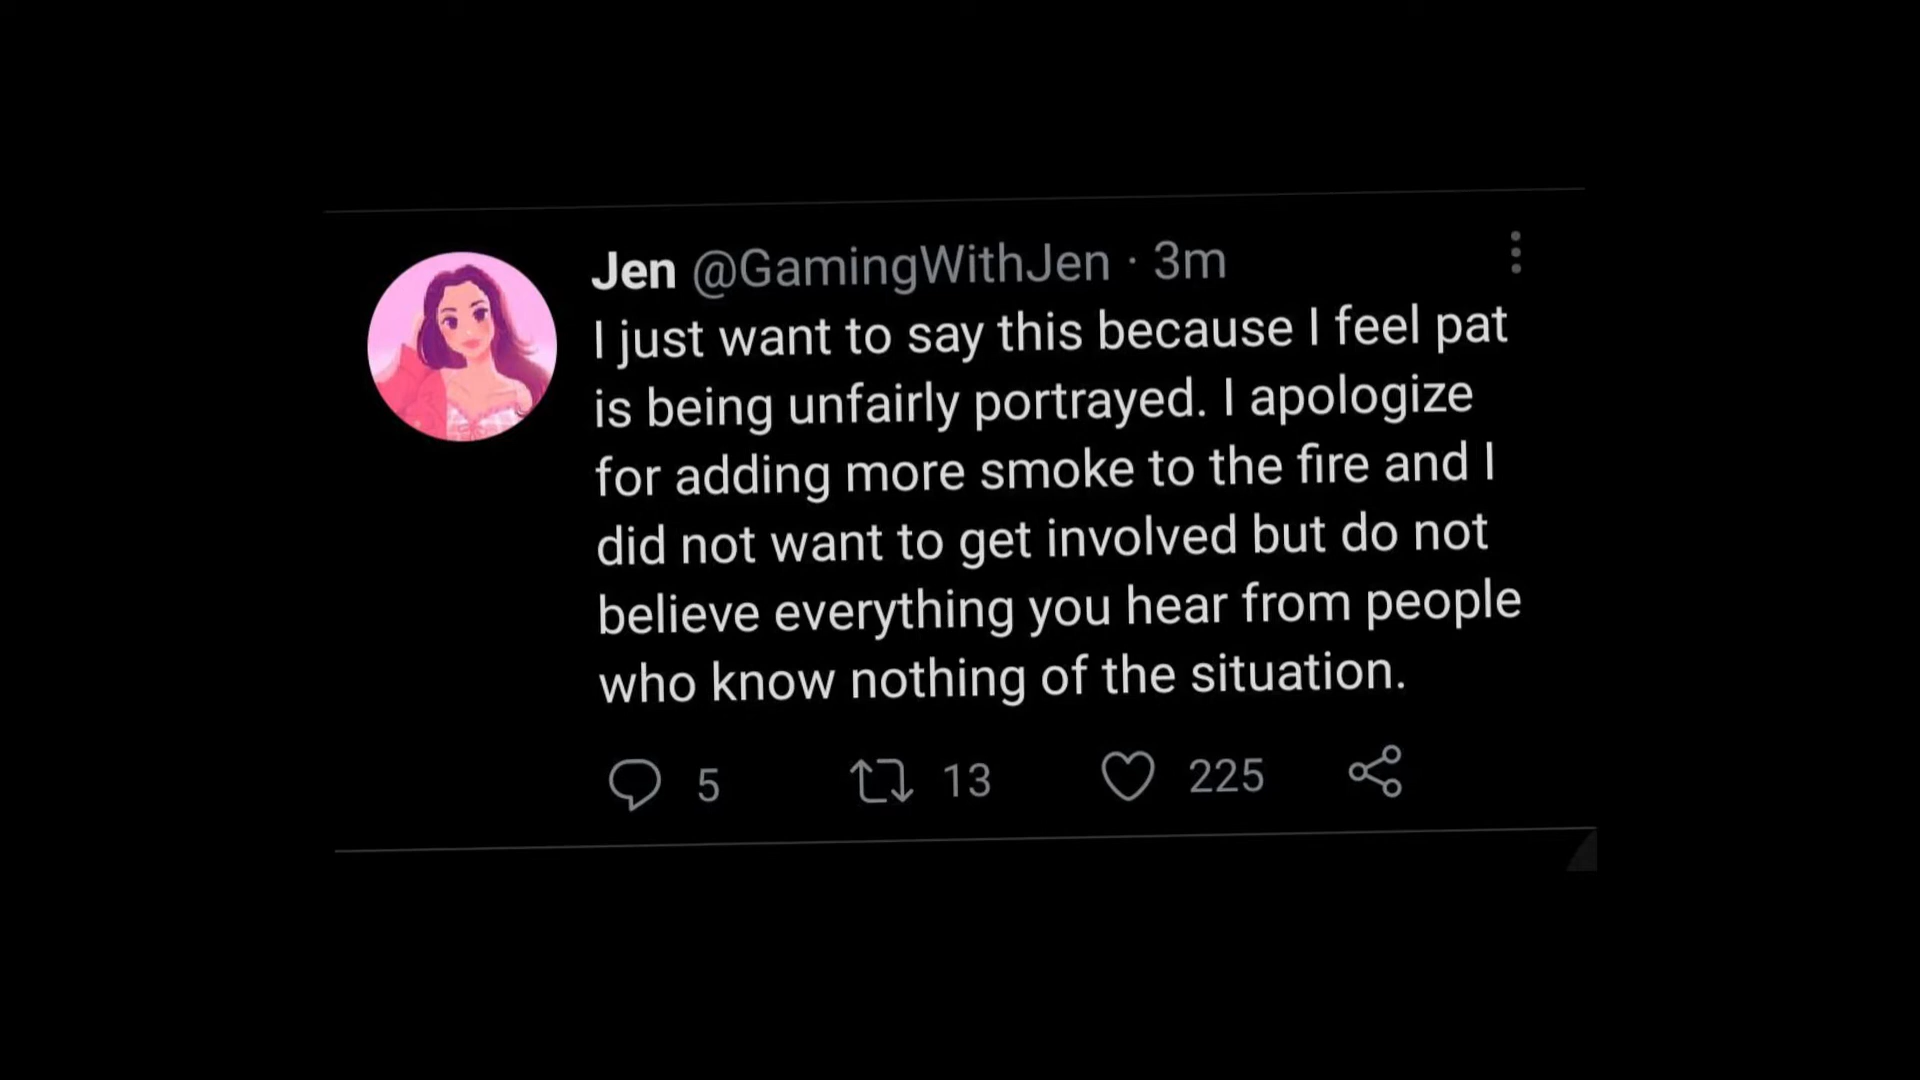 Jen @GamingWithJen · 3m
I just want to say this because I feel pat
is being unfairly portrayed. I apologize
for adding more smoke to the fire and I
did not want to get involved but do not
believe everything you hear from people
who know nothing of the situation.
5 13 225